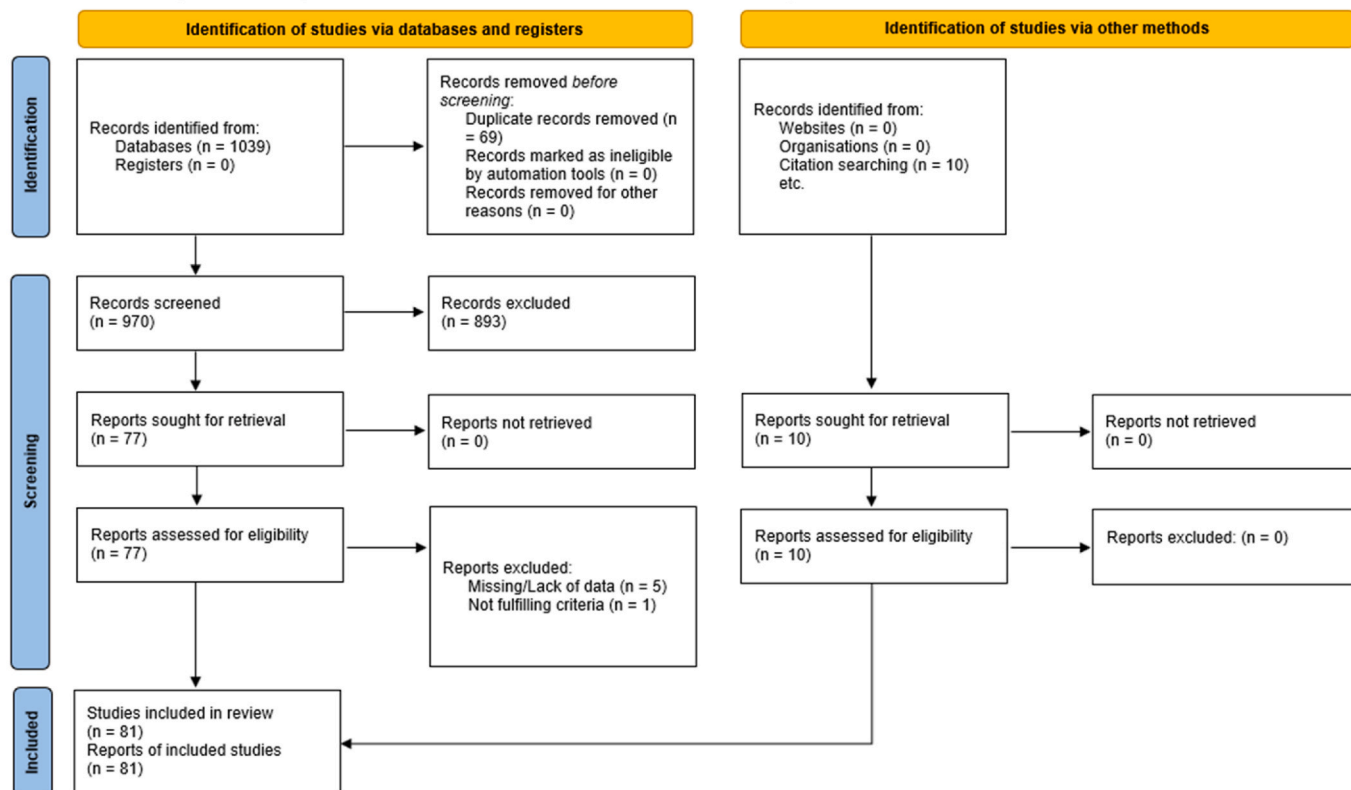 Identification of studies via databases and registers
Identification of studies via other methods
Identification
Records identified from:
Databases (n = 1039)
Registers (n = 0)
Records removed before
screening:
Duplicate records removed (n
= 69)
Records marked as ineligible
by automation tools (n = 0)
Records removed for other
reasons (n = 0)
Records identified from:
Websites (n = 0)
Organisations (n = 0)
Citation searching (n = 10)
etc.
Screening
Records screened
(n = 970)
Records excluded
(n = 893)
Reports sought for retrieval
(n = 77)
Reports not retrieved
(n = 0)
Reports sought for retrieval
(n = 10)
Reports not retrieved
(n = 0)
Reports assessed for eligibility
(n = 77)
Reports excluded:
Missing/Lack of data (n = 5)
Not fulfilling criteria (n = 1)
Reports assessed for eligibility
(n = 10)
Reports excluded: (n = 0)
Included
Studies included in review
(n = 81)
Reports of included studies
(n = 81)